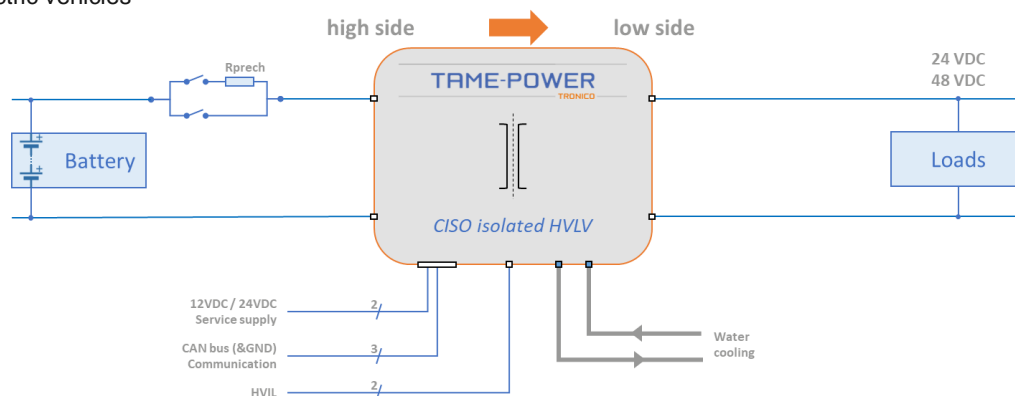 high side
low side
Rprech
TAME-POWER
TRONICO
24 VDC
48 VDC
Battery
Loads
CISO isolated HVLV
12VDC / 24VDC
Service supply
2
CAN bus (&GND)
Communication
3
HVIL
2
Water
cooling